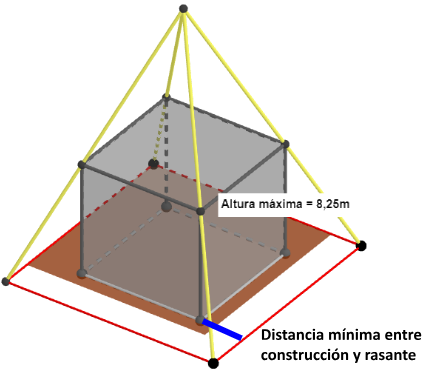 Altura máxima = 8,25m
Distancia mínima entre
construcción y rasante